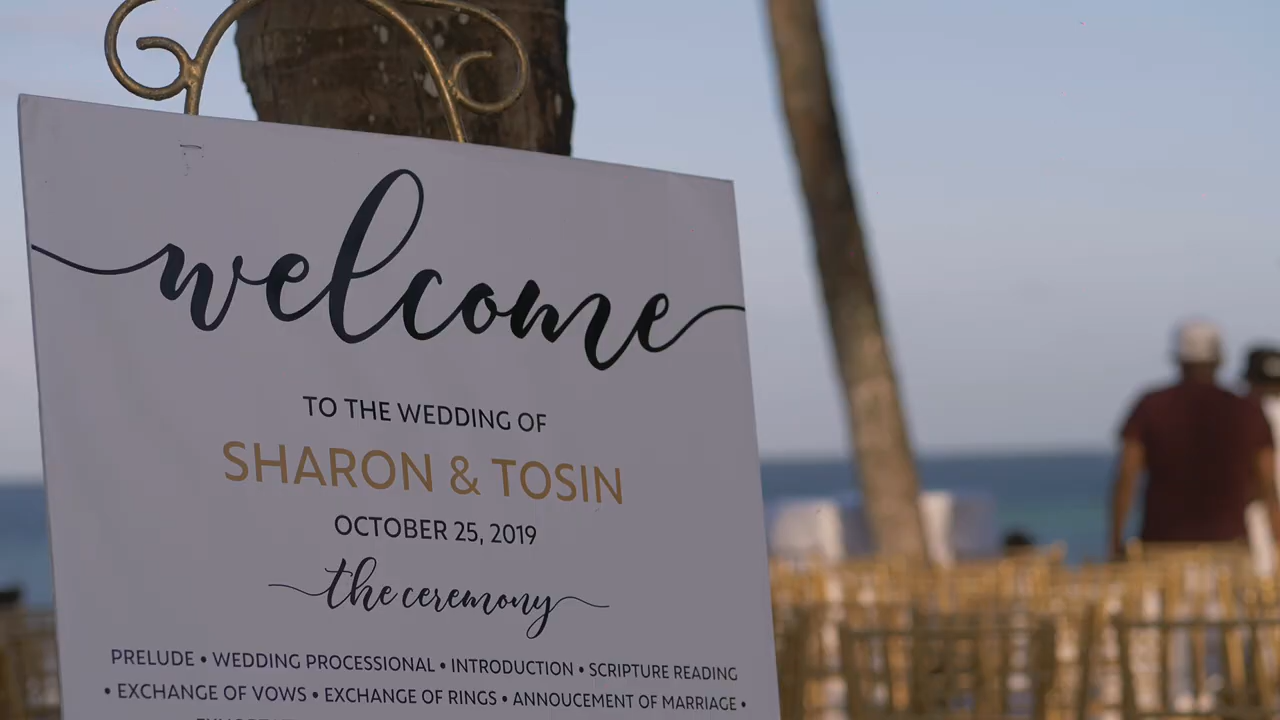 welcome
TO THE WEDDING OF
SHARON & TOSIN
OCTOBER 25, 2019
the ceremony
PRELUDE • WEDDING PROCESSIONAL • INTRODUCTION • SCRIPTURE READING
• EXCHANGE OF VOWS • EXCHANGE OF RINGS • ANNOUCEMENT OF MARRIAGE •